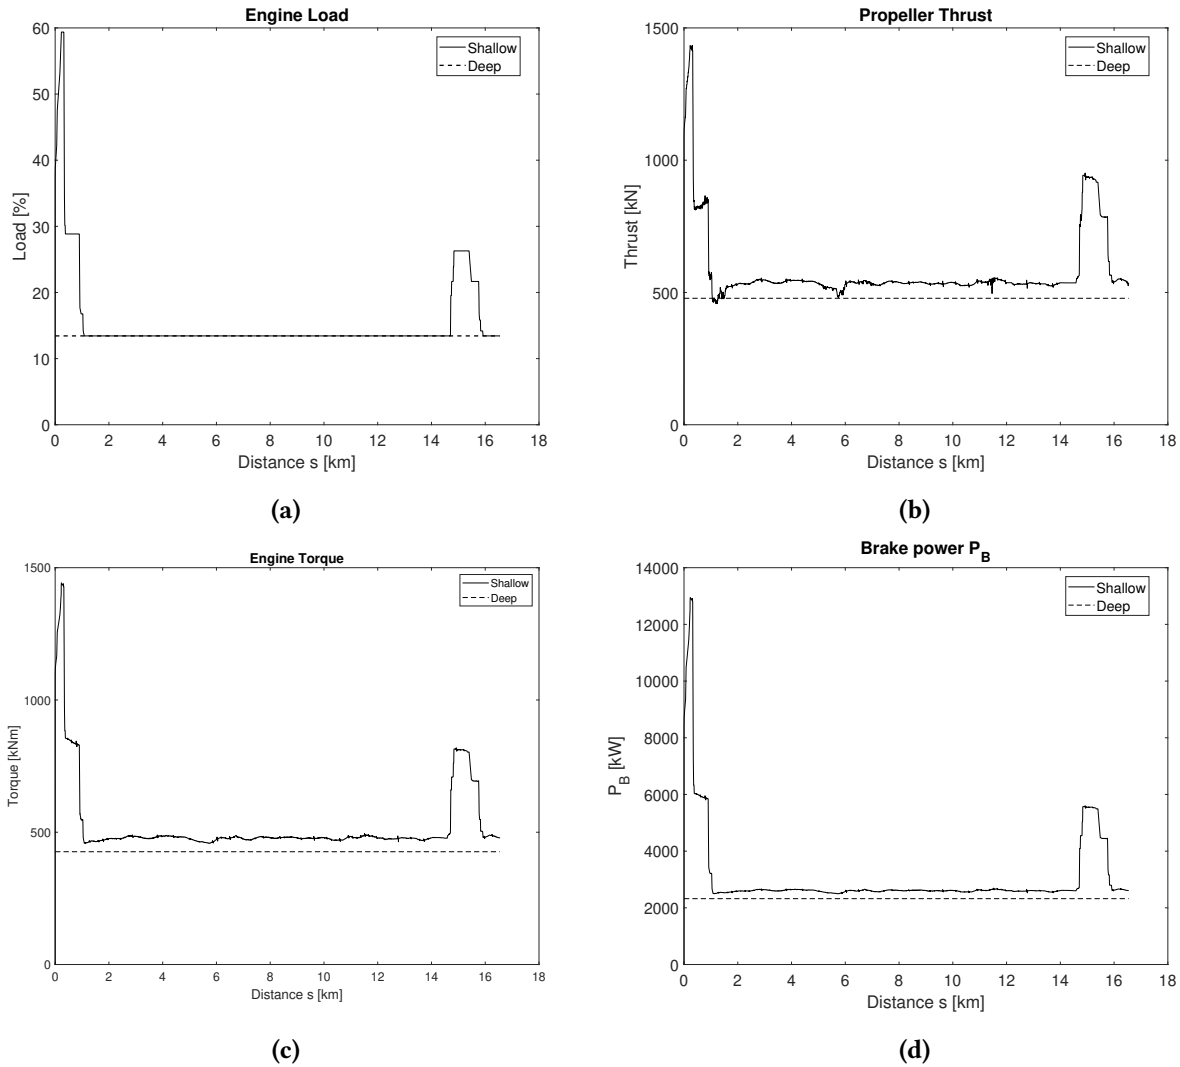 Engine Load
60
50
40
30
20
10
0
Load [%]
Shallow
Deep
0 2 4 6 8 10 12 14 16 18
Distance s [km]
(a)
Propeller Thrust
1500
1000
500
0
Thrust [kN]
Shallow
Deep
0 2 4 6 8 10 12 14 16 18
Distance s [km]
(b)
Engine Torque
1500
1000
500
0
Torque [kNm]
Shallow
Deep
0 2 4 6 8 10 12 14 16 18
Distance s [km]
(c)
Brake power P_B
14000
12000
10000
8000
6000
4000
2000
0
P_B [kW]
Shallow
Deep
0 2 4 6 8 10 12 14 16 18
Distance s [km]
(d)